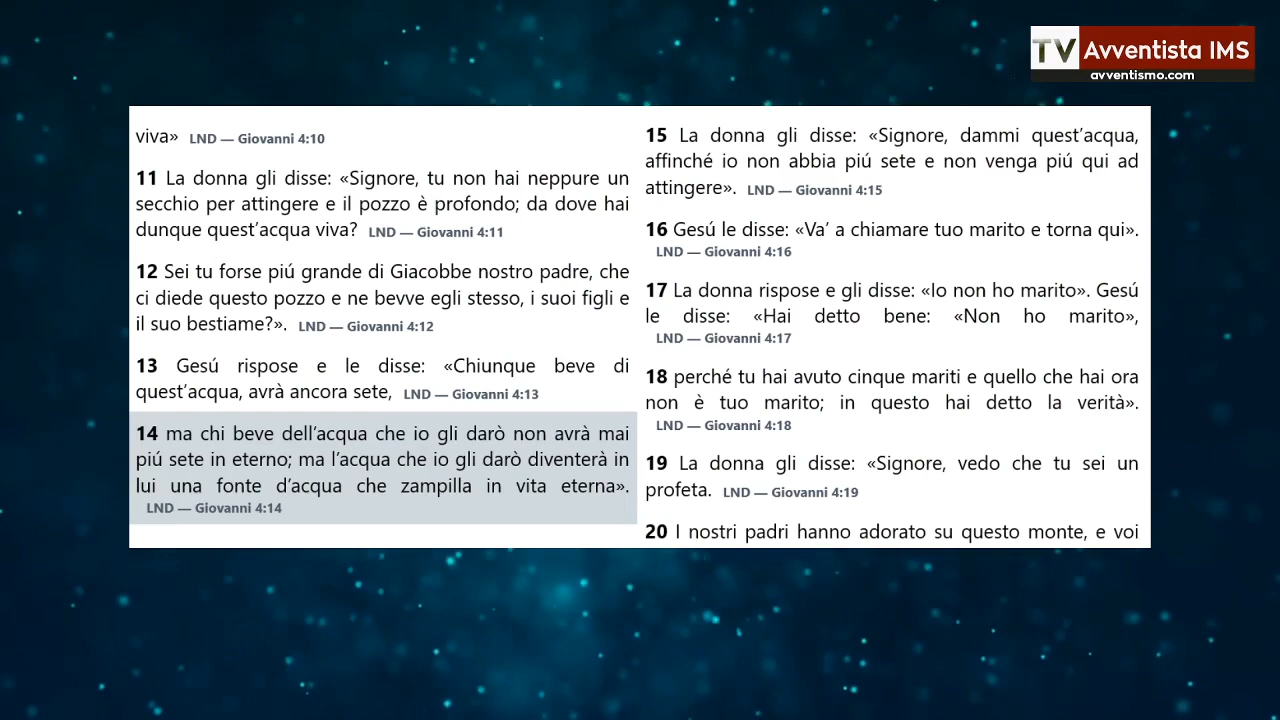 TV Avventista IMS
avventismo.com
viva» LND — Giovanni 4:10
11 La donna gli disse: «Signore, tu non hai neppure un
secchio per attingere e il pozzo è profondo; da dove hai
dunque quest'acqua viva? LND — Giovanni 4:11
12 Sei tu forse piú grande di Giacobbe nostro padre, che
ci diede questo pozzo e ne bevve egli stesso, i suoi figli e
il suo bestiame?». LND — Giovanni 4:12
13 Gesú rispose e le disse: «Chiunque beve di
quest'acqua, avrà ancora sete, LND — Giovanni 4:13
14 ma chi beve dell'acqua che io gli darò non avrà mai
piú sete in eterno; ma l'acqua che io gli darò diventerà in
lui una fonte d'acqua che zampilla in vita eterna».
LND — Giovanni 4:14
15 La donna gli disse: «Signore, dammi quest'acqua,
affinché io non abbia piú sete e non venga piú qui ad
attingere». LND — Giovanni 4:15
16 Gesú le disse: «Va' a chiamare tuo marito e torna qui».
LND — Giovanni 4:16
17 La donna rispose e gli disse: «Io non ho marito». Gesú
le disse: «Hai detto bene: «Non ho marito»,
LND — Giovanni 4:17
18 perché tu hai avuto cinque mariti e quello che hai ora
non è tuo marito; in questo hai detto la verità».
LND — Giovanni 4:18
19 La donna gli disse: «Signore, vedo che tu sei un
profeta. LND — Giovanni 4:19
20 I nostri padri hanno adorato su questo monte, e voi